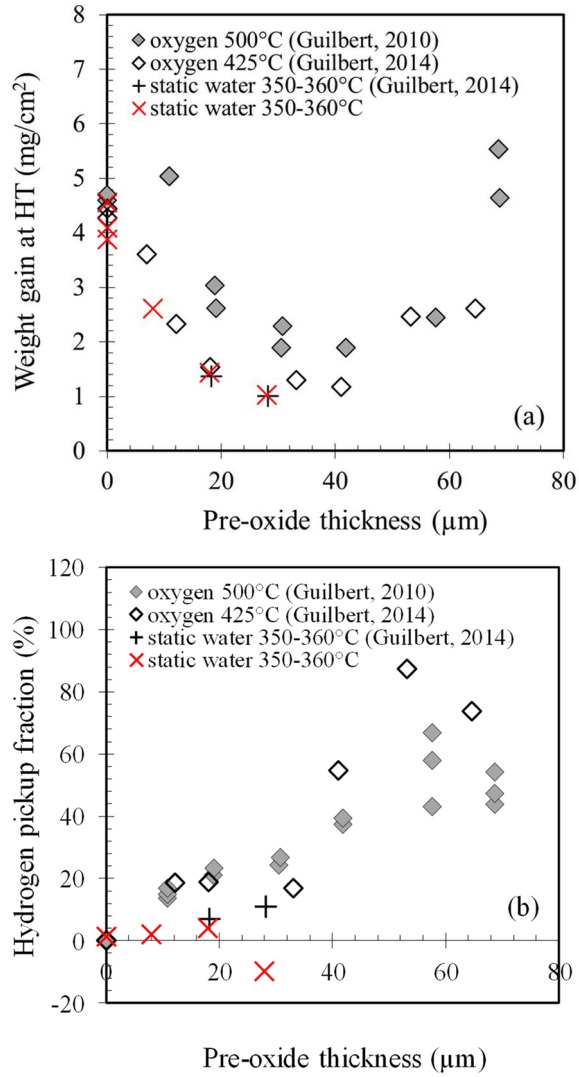 8
7
6
5
4
3
2
1
0
Weight gain at HT (mg/cm²)
oxygen 500°C (Guilbert, 2010)
oxygen 425°C (Guilbert, 2014)
static water 350-360°C (Guilbert, 2014)
static water 350-360°C
(a)
0 20 40 60 80
Pre-oxide thickness (µm)
120
100
80
60
40
20
0
-20
Hydrogen pickup fraction (%)
oxygen 500°C (Guilbert, 2010)
oxygen 425°C (Guilbert, 2014)
static water 350-360°C (Guilbert, 2014)
static water 350-360°C
(b)
0 20 40 60 80
Pre-oxide thickness (µm)